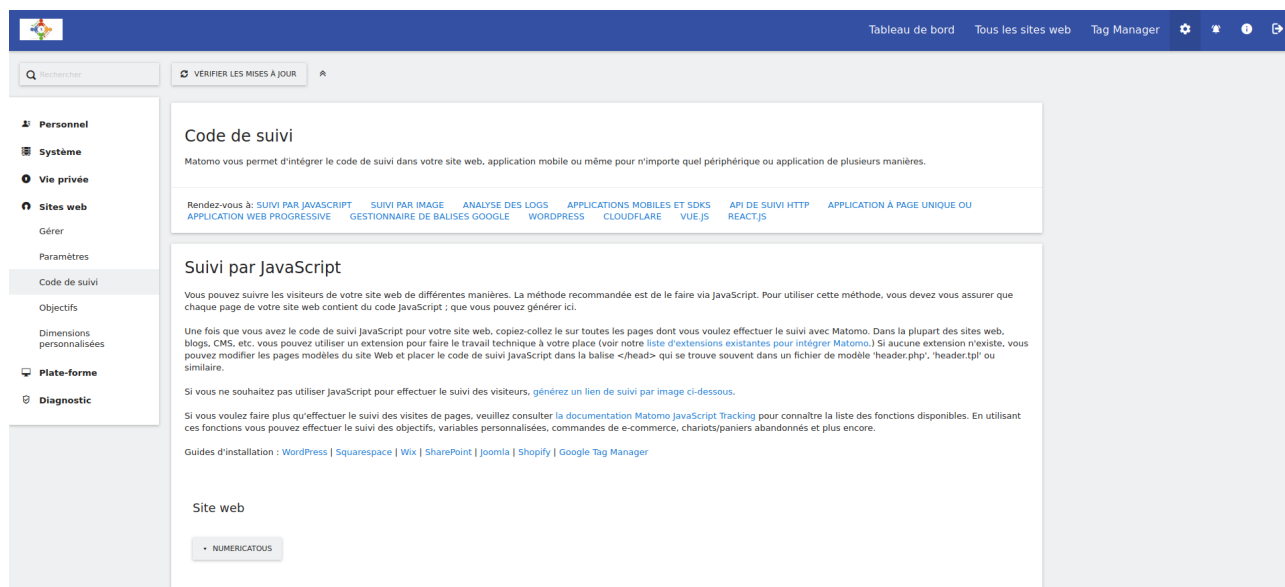 Tableau de bord Tous les sites web Tag Manager
Rechercher
VÉRIFIER LES MISES À JOUR
Personnel
Système
Vie privée
Sites web
Gérer
Paramètres
Code de suivi
Objectifs
Dimensions
personnalisées
Plate-forme
Diagnostic
Code de suivi
Matomo vous permet d'intégrer le code de suivi dans votre site web, application mobile ou même pour n'importe quel périphérique ou application de plusieurs manières.
Rendez-vous à: SUIVI PAR JAVASCRIPT SUIVI PAR IMAGE ANALYSE DES LOGS APPLICATIONS MOBILES ET SDKS API DE SUIVI HTTP APPLICATION À PAGE UNIQUE OU
APPLICATION WEB PROGRESSIVE GESTIONNAIRE DE BALISES GOOGLE WORDPRESS CLOUDFLARE VUE.JS REACT.JS
Suivi par JavaScript
Vous pouvez suivre les visiteurs de votre site web de différentes manières. La méthode recommandée est de le faire via JavaScript. Pour utiliser cette méthode, vous devez vous assurer que
chaque page de votre site web contient du code JavaScript ; que vous pouvez générer ici.
Une fois que vous avez le code de suivi JavaScript pour votre site web, copiez-collez le sur toutes les pages dont vous voulez effectuer le suivi avec Matomo. Dans la plupart des sites web,
blogs, CMS, etc. vous pouvez utiliser un extension pour faire le travail technique à votre place (voir notre liste d'extensions existantes pour intégrer Matomo.) Si aucune extension n'existe, vous
pouvez modifier les pages modèles du site Web et placer le code de suivi JavaScript dans la balise </head> qui se trouve souvent dans un fichier de modèle 'header.php', 'header.tpl' ou
similaire.
Si vous ne souhaitez pas utiliser JavaScript pour effectuer le suivi des visiteurs, générez un lien de suivi par image ci-dessous.
Si vous voulez faire plus qu'effectuer le suivi des visites de pages, veuillez consulter la documentation Matomo JavaScript Tracking pour connaître la liste des fonctions disponibles. En utilisant
ces fonctions vous pouvez effectuer le suivi des objectifs, variables personnalisées, commandes de e-commerce, chariots/paniers abandonnés et plus encore.
Guides d'installation : WordPress | Squarespace | Wix | SharePoint | Joomla | Shopify | Google Tag Manager
Site web
NUMERICATOUS